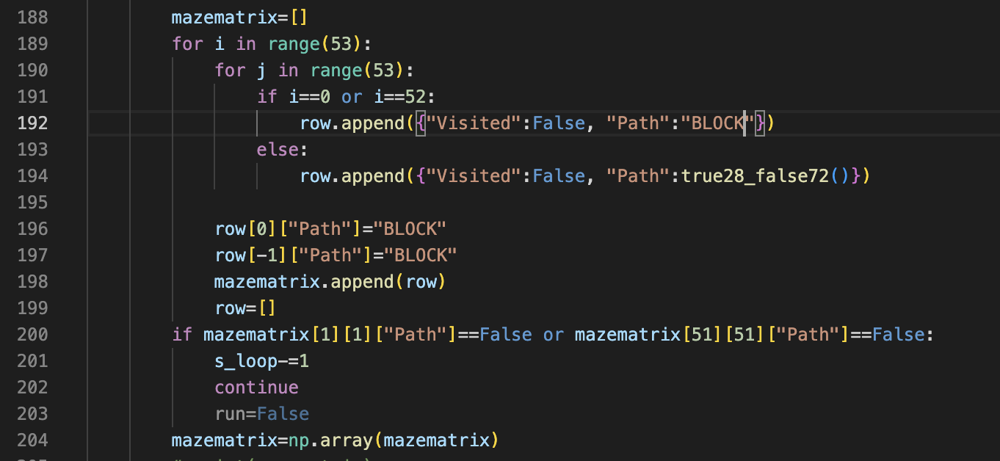 188 mazematrix=[]
189 for i in range(53):
190 for j in range(53):
191 if i==0 or i==52:
192 row.append({"Visited":False, "Path":"BLOCK"})
193 else:
194 row.append({"Visited":False, "Path":true28_false72()})
195
196 row[0]["Path"]="BLOCK"
197 row[-1]["Path"]="BLOCK"
198 mazematrix.append(row)
199 row=[]
200 if mazematrix[1][1]["Path"]==False or mazematrix[51][51]["Path"]==False:
201 s_loop-=1
202 continue
203 run=False
204 mazematrix=np.array(mazematrix)